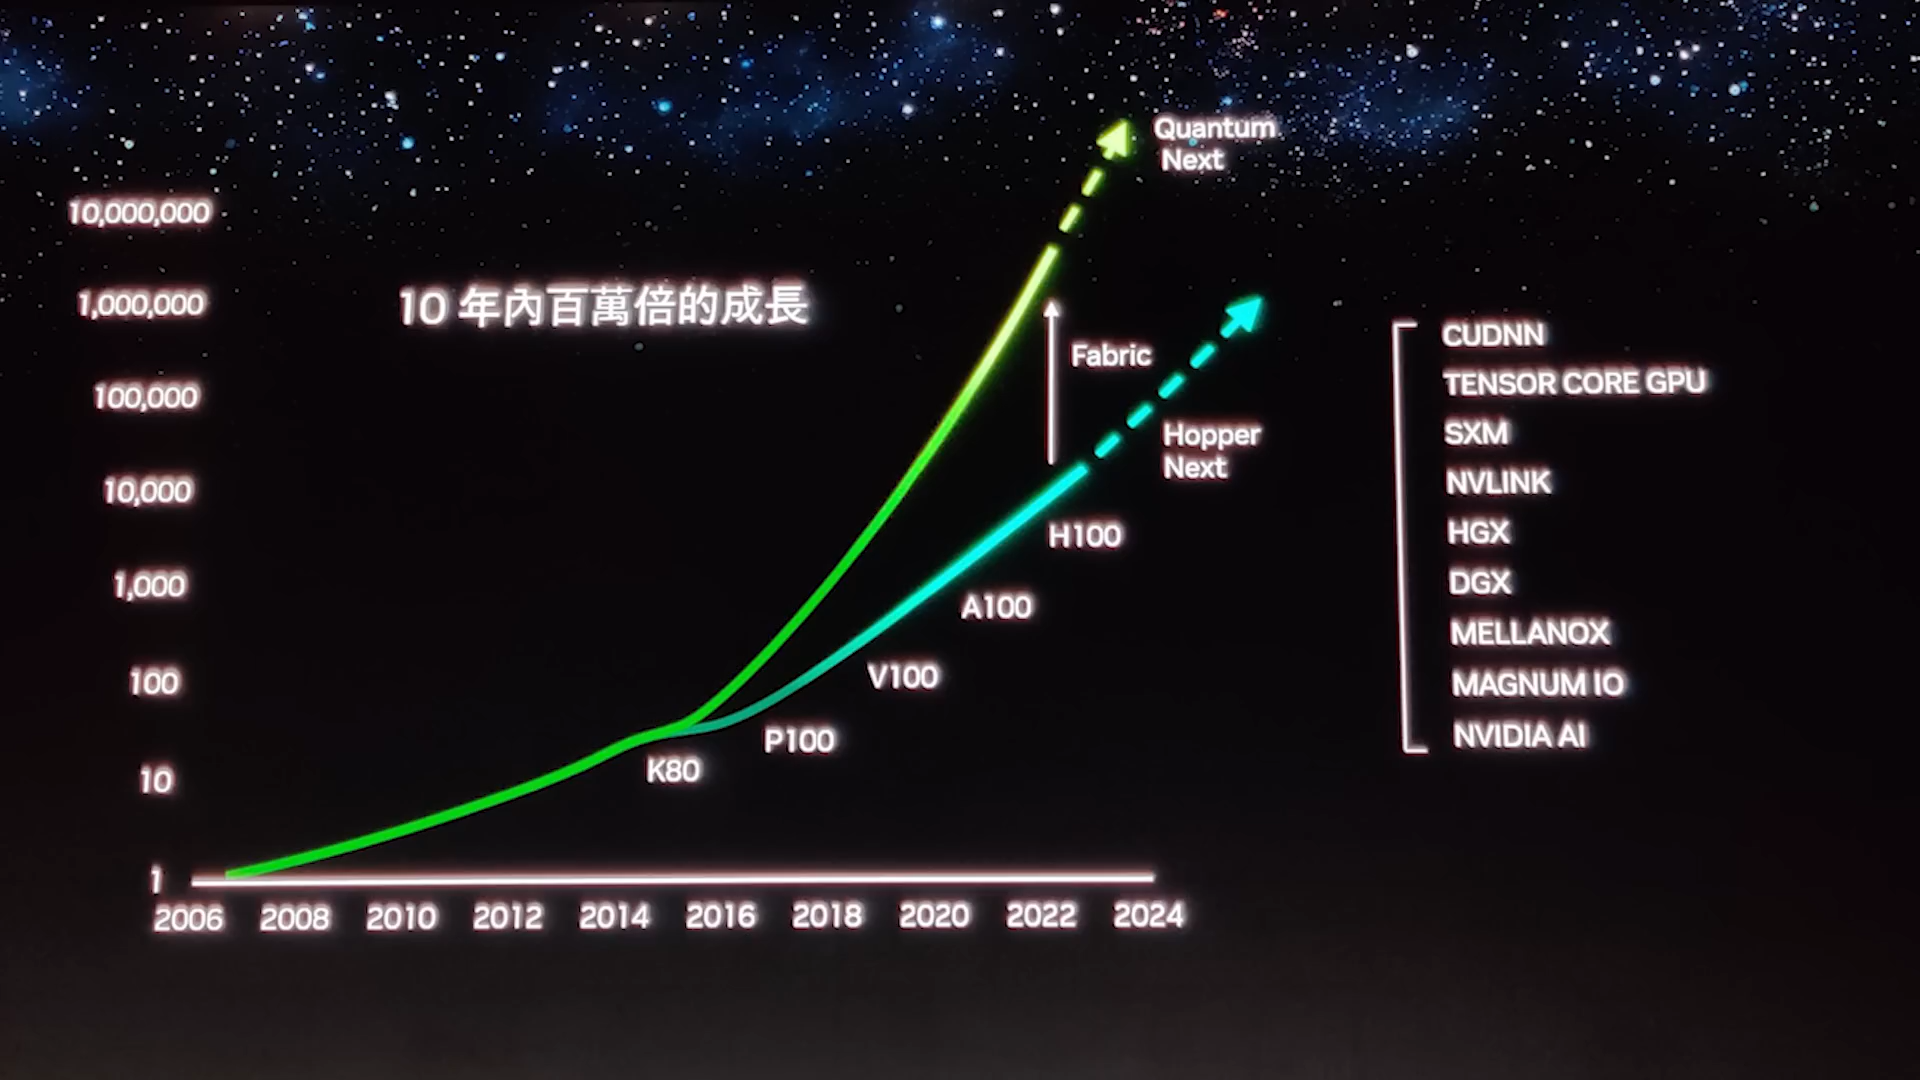 Quantum
Next
10,000,000
10 年內百萬倍的成長
1,000,000
Fabric
CUDNN
100,000
TENSOR CORE GPU
Hopper
Next
SXM
10,000
NVLINK
H100
HGX
1,000
A100
DGX
V100
MELLANOX
100
MAGNUM IO
P100
NVIDIA AI
K80
10
1
2006 2008 2010 2012 2014 2016 2018 2020 2022 2024